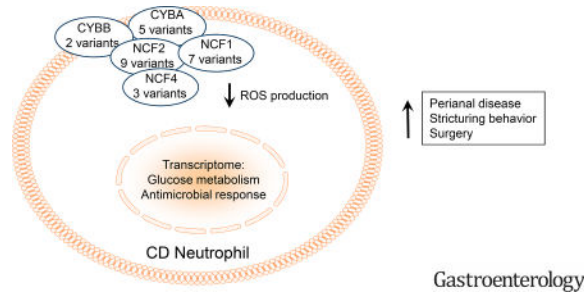 CYBB
2 variants
CYBA
5 variants
NCF2
9 variants
NCF1
7 variants
NCF4
3 variants
ROS production
Transcriptome:
Glucose metabolism
Antimicrobial response
CD Neutrophil
Perianal disease
Stricturing behavior
Surgery
Gastroenterology